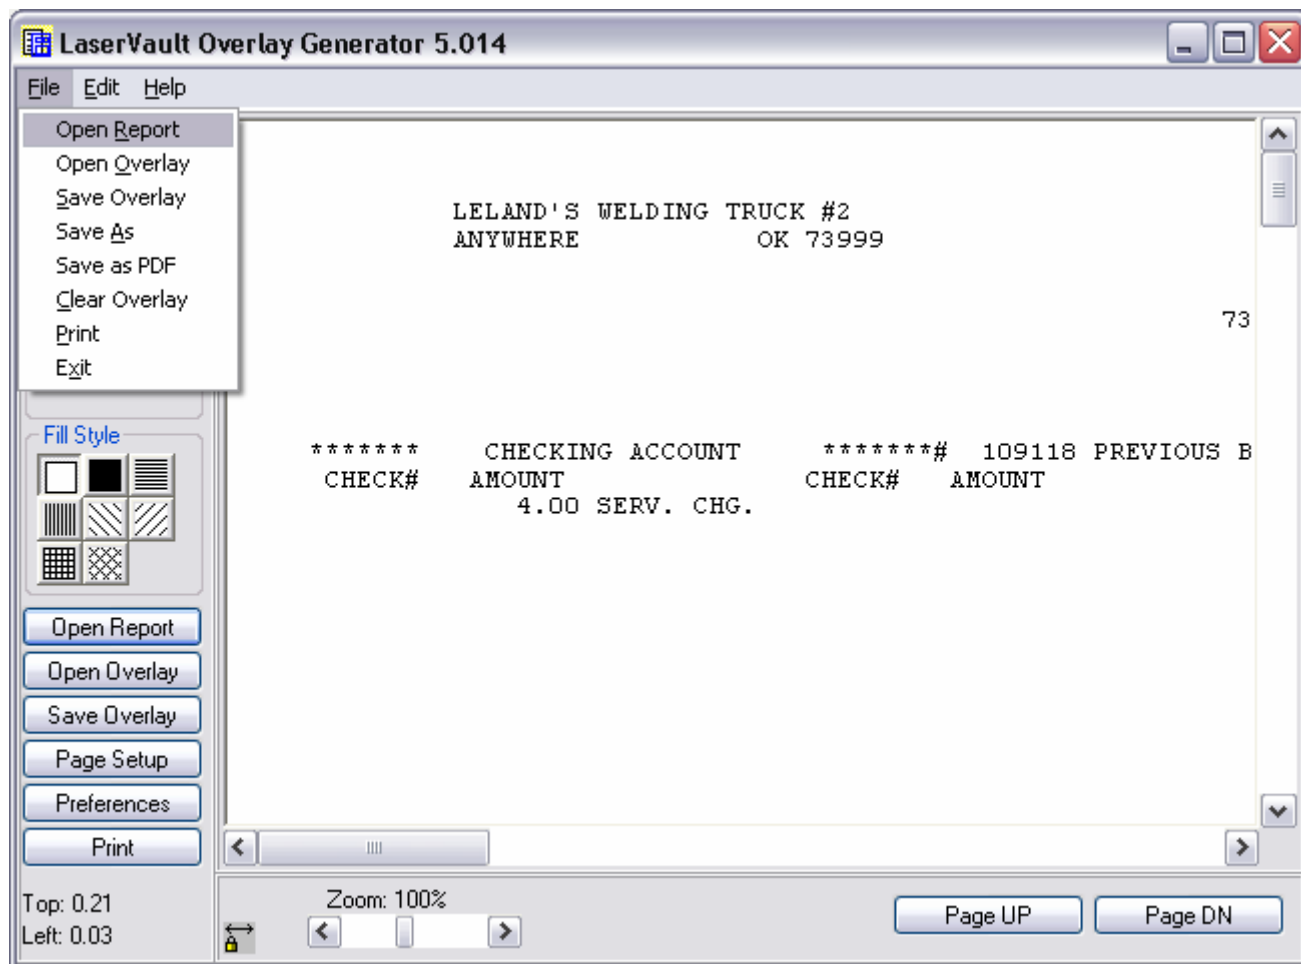 LaserVault Overlay Generator 5.014
File Edit Help
Open Report
Open Overlay
Save Overlay
Save As
Save as PDF
Clear Overlay
Print
Exit
LELAND'S WELDING TRUCK #2
ANYWHERE OK 73999
73
******* CHECKING ACCOUNT *******# 109118 PREVIOUS B
CHECK# AMOUNT CHECK# AMOUNT
4.00 SERV. CHG.
Fill Style
Open Report
Open Overlay
Save Overlay
Page Setup
Preferences
Print
Top: 0.21
Left: 0.03
Zoom: 100%
Page UP Page DN